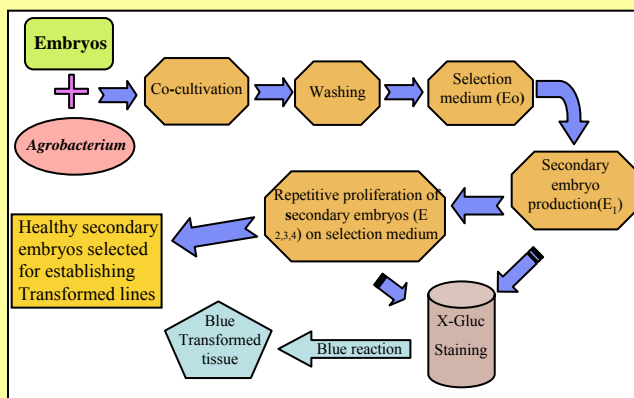 Embryos
Agrobacterium
Co-cultivation
Washing
Selection
medium (Eo)
Secondary
embryo
production(E1)
Repetitive proliferation of
secondary embryos (E
2,3,4) on selection medium
Healthy secondary
embryos selected
for establishing
Transformed lines
X-Gluc
Staining
Blue reaction
Blue
Transformed
tissue